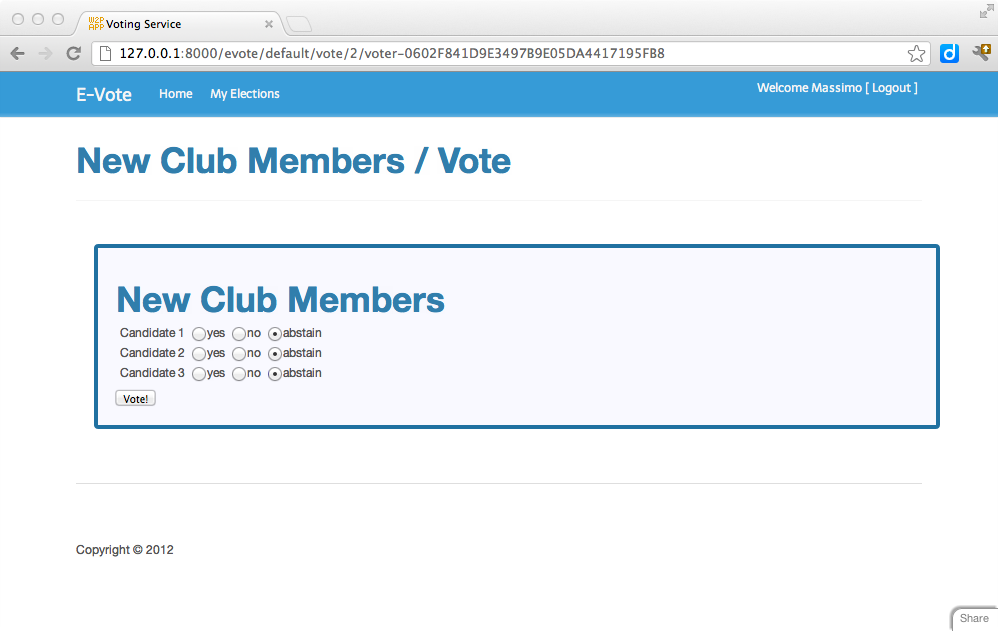 W2P
APP Voting Service
127.0.0.1:8000/evote/default/vote/2/voter-0602F841D9E3497B9E05DA4417195FB8
E-Vote Home My Elections Welcome Massimo [ Logout ]
New Club Members / Vote
New Club Members
Candidate 1 yes no abstain
Candidate 2 yes no abstain
Candidate 3 yes no abstain
Vote!
Copyright © 2012
Share